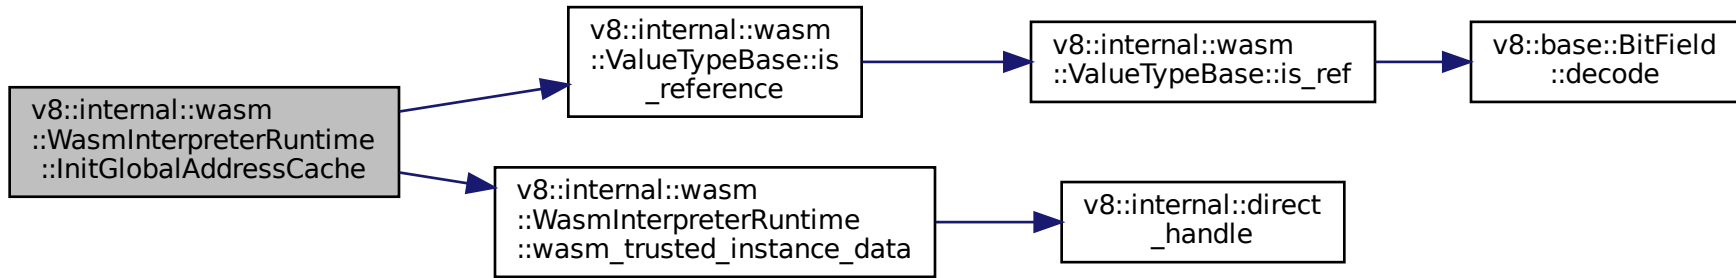 v8::internal::wasm
::WasmInterpreterRuntime
::InitGlobalAddressCache
v8::internal::wasm
::ValueTypeBase::is
_reference
v8::internal::wasm
::ValueTypeBase::is_ref
v8::base::BitField
::decode
v8::internal::wasm
::WasmInterpreterRuntime
::wasm_trusted_instance_data
v8::internal::direct
_handle